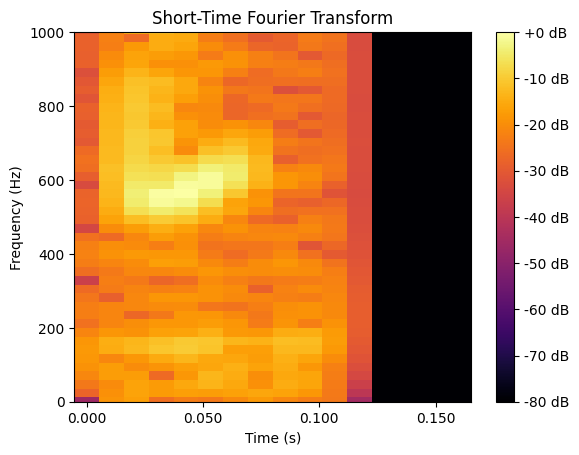 Short-Time Fourier Transform
Frequency (Hz)
1000
800
600
400
200
0
0.000
0.050
0.100
0.150
Time (s)
+0 dB
-10 dB
-20 dB
-30 dB
-40 dB
-50 dB
-60 dB
-70 dB
-80 dB